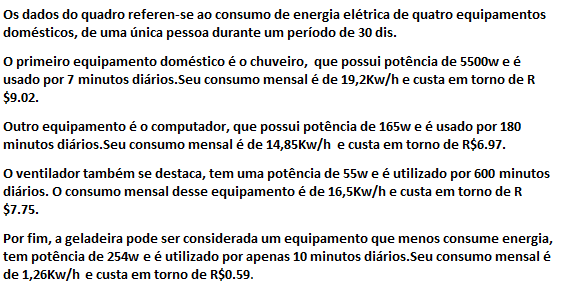 Os dados do quadro referen-se ao consumo de energia elétrica de quatro equipamentos
domésticos, de uma única pessoa durante um período de 30 dis.
O primeiro equipamento doméstico é o chuveiro,  que possui potência de 5500w e é
usado por 7 minutos diários.Seu consumo mensal é de 19,2Kw/h e custa em torno de R
$9.02.
Outro equipamento é o computador, que possui potência de 165w e é usado por 180
minutos diários.Seu consumo mensal é de 14,85Kw/h  e custa em torno de R$6.97.
O ventilador também se destaca, tem uma potência de 55w e é utilizado por 600 minutos
diários. O consumo mensal desse equipamento é de 16,5Kw/h e custa em torno de R
$7.75.
Por fim, a geladeira pode ser considerada um equipamento que menos consume energia,
tem potência de 254w e é utilizado por apenas 10 minutos diários.Seu consumo mensal é
de 1,26Kw/h  e custa em torno de R$0.59.